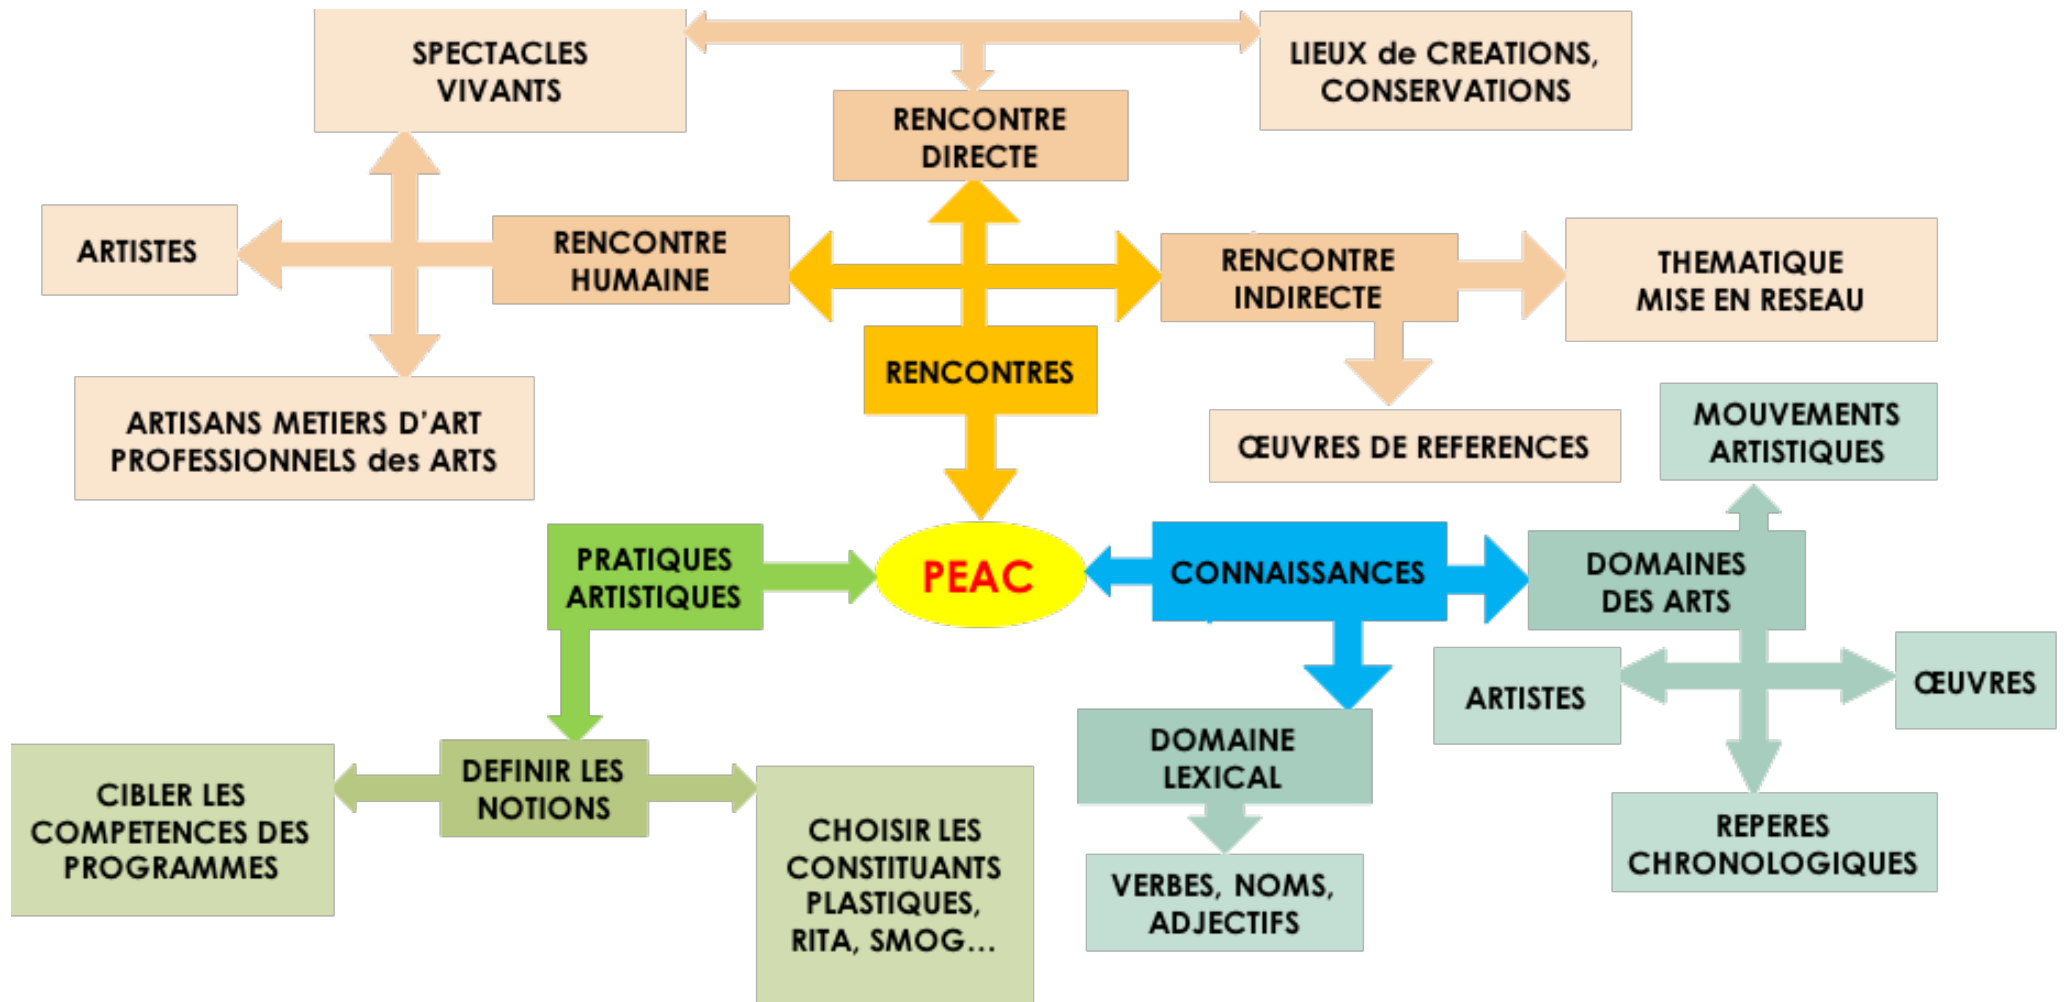 SPECTACLES
VIVANTS
LIEUX de CREATIONS,
CONSERVATIONS
RENCONTRE
DIRECTE
ARTISTES
RENCONTRE
HUMAINE
RENCONTRE
INDIRECTE
THEMATIQUE
MISE EN RESEAU
RENCONTRES
ARTISANS METIERS D'ART
PROFESSIONNELS des ARTS
ŒUVRES DE REFERENCES
MOUVEMENTS
ARTISTIQUES
PRATIQUES
ARTISTIQUES
PEAC
CONNAISSANCES
DOMAINES
DES ARTS
ARTISTES
ŒUVRES
DOMAINE
LEXICAL
DEFINIR LES
NOTIONS
CIBLER LES
COMPETENCES DES
PROGRAMMES
CHOISIR LES
CONSTITUANTS
PLASTIQUES,
RITA, SMOG...
VERBES, NOMS,
ADJECTIFS
REPERES
CHRONOLOGIQUES